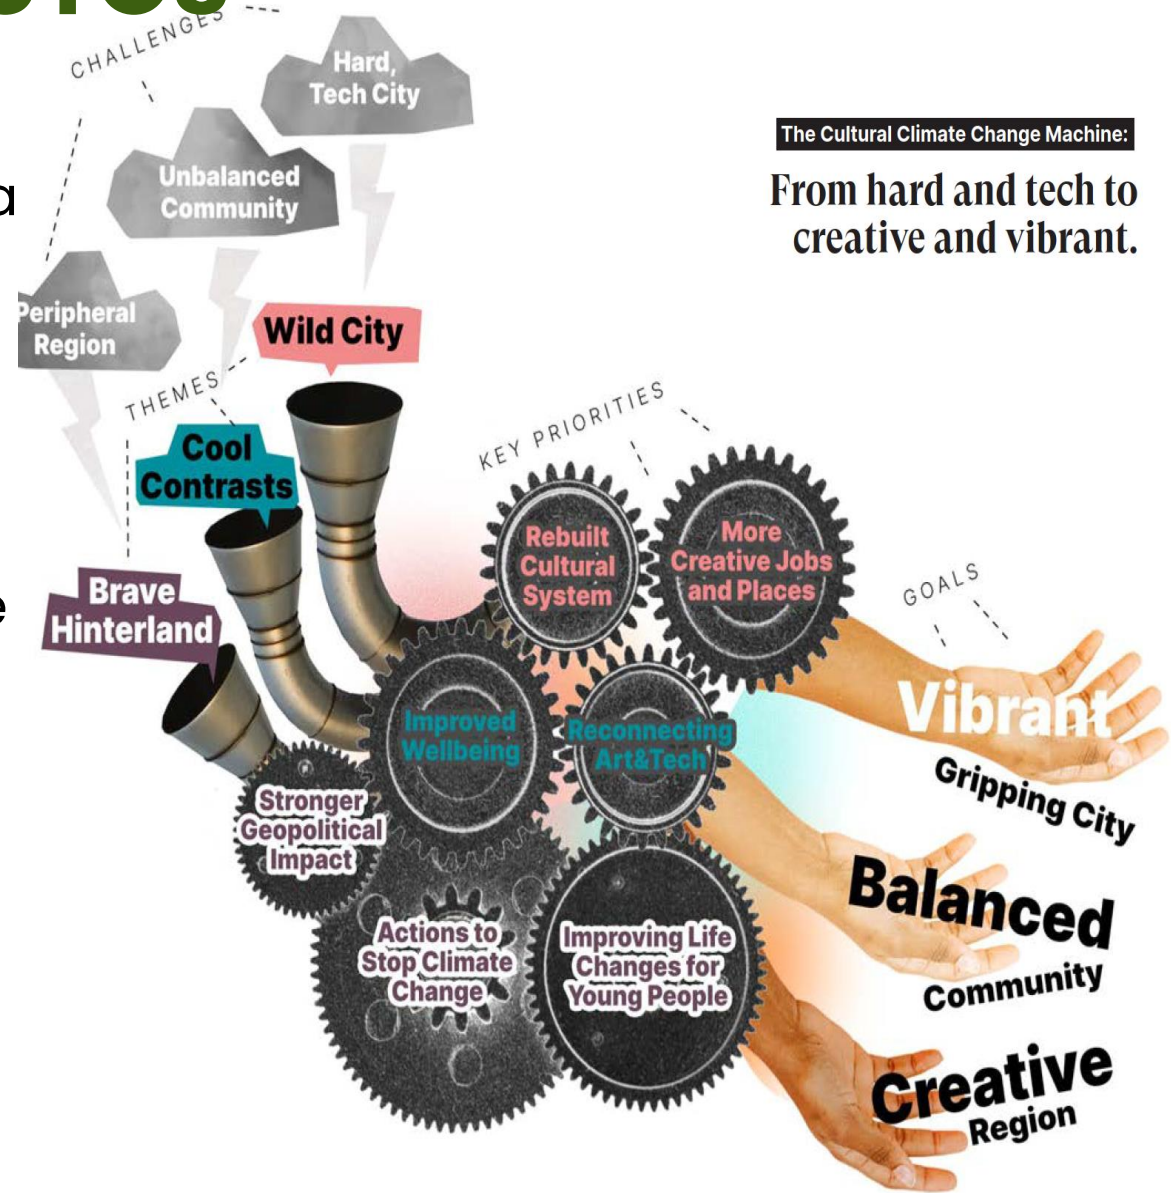 CHALLENGES
Hard,
Tech City
Unbalanced
Community
Peripheral
Region
The Cultural Climate Change Machine:
From hard and tech to
creative and vibrant.
THEMES
Wild City
Cool
Contrasts
Brave
Hinterland
KEY PRIORITIES
Rebuilt
Cultural
System
More
Creative Jobs
and Places
Improved
Wellbeing
Reconnecting
Art&Tech
Stronger
Geopolitical
Impact
Actions to
Stop Climate
Change
Improving Life
Changes for
Young People
GOALS
Vibrant
Gripping City
Balanced
Community
Creative
Region